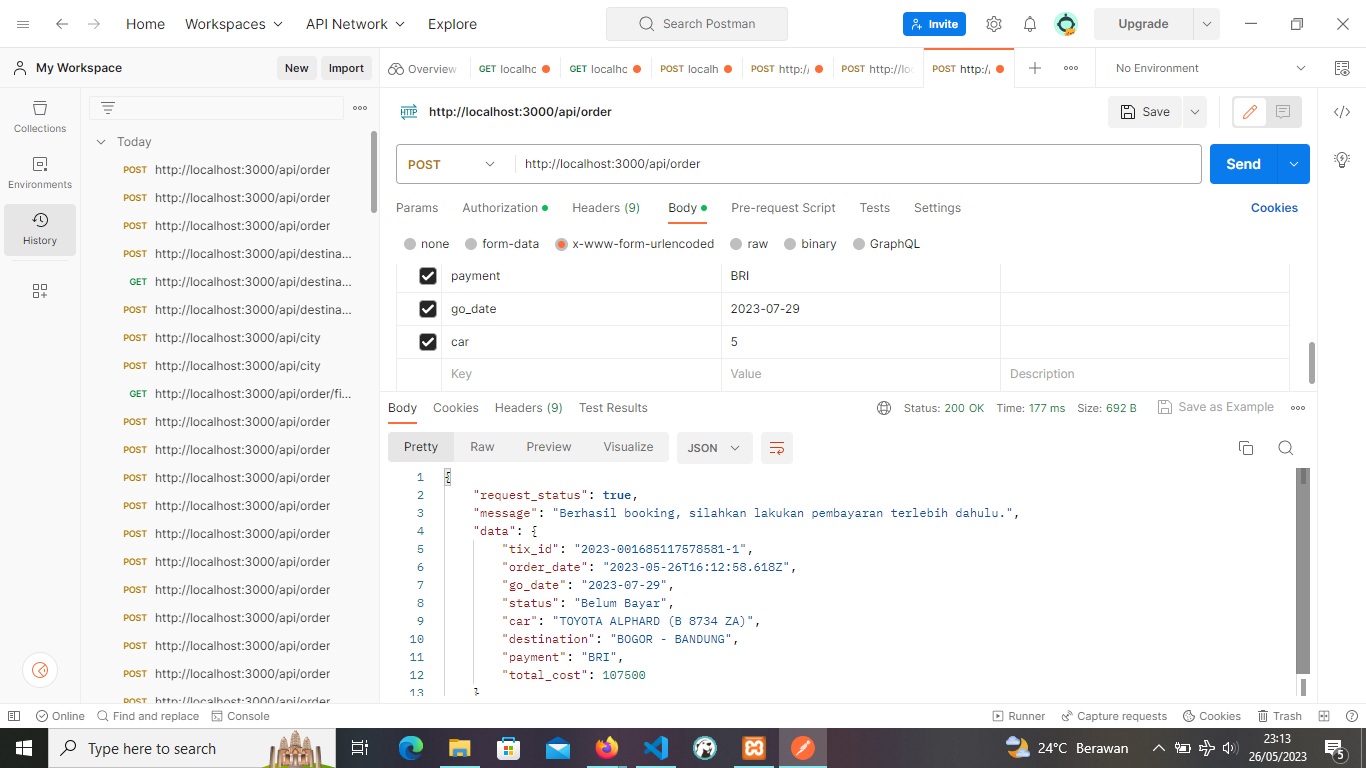 Home Workspaces API Network Explore Search Postman Invite Upgrade
My Workspace New Import Overview GET localhc GET localhc POST localh POST http:/ POST http://loc POST http:/ No Environment
Collections
Environments
History
Today
POST http://localhost:3000/api/order
POST http://localhost:3000/api/order
POST http://localhost:3000/api/order
POST http://localhost:3000/api/destina...
GET http://localhost:3000/api/destina...
POST http://localhost:3000/api/destina...
POST http://localhost:3000/api/city
POST http://localhost:3000/api/city
GET http://localhost:3000/api/order/fi...
POST http://localhost:3000/api/order
POST http://localhost:3000/api/order
POST http://localhost:3000/api/order
POST http://localhost:3000/api/order
POST http://localhost:3000/api/order
POST http://localhost:3000/api/order
POST http://localhost:3000/api/order
POST http://localhost:3000/api/order
POST http://localhost:3000/api/order
POST http://localhost:3000/api/order
POST http://localhost:3000/api/order
HTTP http://localhost:3000/api/order Save
POST http://localhost:3000/api/order Send
Params Authorization Headers (9) Body Pre-request Script Tests Settings Cookies
none form-data x-www-form-urlencoded raw binary GraphQL
payment BRI
go_date 2023-07-29
car 5
Key Value Description
Body Cookies Headers (9) Test Results Status: 200 OK Time: 177 ms Size: 692 B Save as Example
Pretty Raw Preview Visualize JSON
1 {
2 "request_status": true,
3 "message": "Berhasil booking, silahkan lakukan pembayaran terlebih dahulu.",
4 "data": {
5 "tix_id": "2023-001685117578581-1",
6 "order_date": "2023-05-26T16:12:58.618Z",
7 "go_date": "2023-07-29",
8 "status": "Belum Bayar",
9 "car": "TOYOTA ALPHARD (B 8734 ZA)",
10 "destination": "BOGOR - BANDUNG",
11 "payment": "BRI",
12 "total_cost": 107500
13 }
Online Find and replace Console Runner Capture requests Cookies Trash
Type here to search 24°C Berawan 23:13
26/05/2023 5